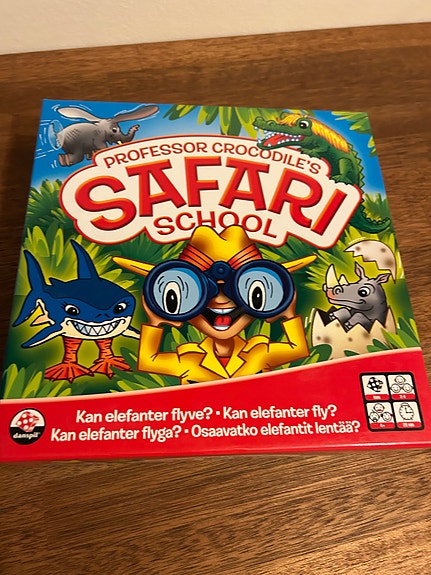 PROFESSOR CROCODILE'S
SAFARI
SCHOOL
Kan elefanter flyve? • Kan elefanter fly?
Kan elefanter flyga? • Osaavatko elefantit lentää?
danspil